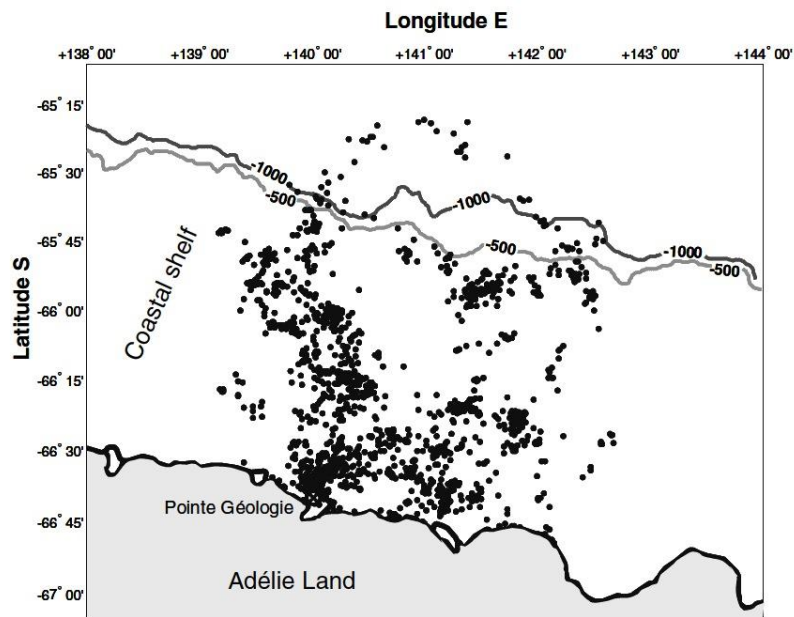 Longitude E
+138° 00' +139° 00' +140° 00' +141° 00' +142° 00' +143° 00' +144° 00'
-65° 15'
-65° 30'
-65° 45'
-66° 00'
-66° 15'
-66° 30'
-66° 45'
-67° 00'
Latitude S
-1000
-500
-1000
-500
-1000
-500
Coastal shelf
Pointe Géologie
Adélie Land